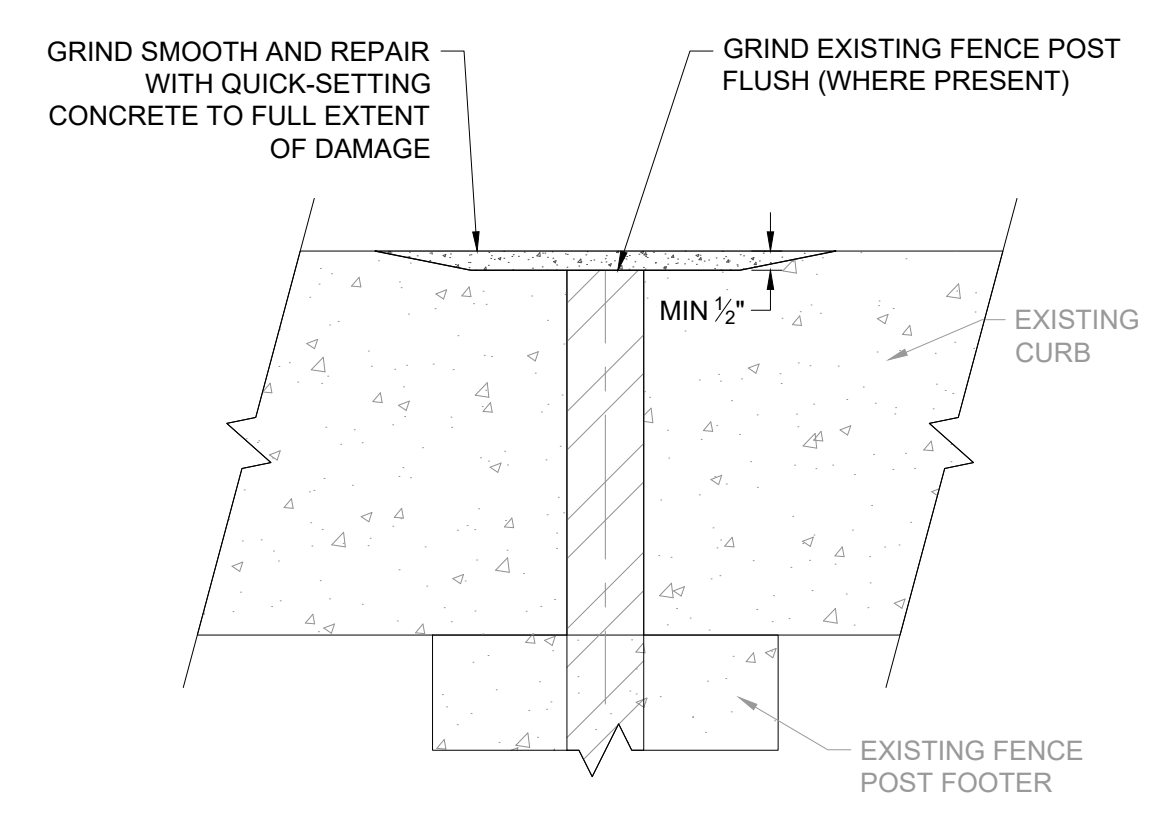 GRIND SMOOTH AND REPAIR
WITH QUICK-SETTING
CONCRETE TO FULL EXTENT
OF DAMAGE
GRIND EXISTING FENCE POST
FLUSH (WHERE PRESENT)
MIN ½"
EXISTING
CURB
EXISTING FENCE
POST FOOTER